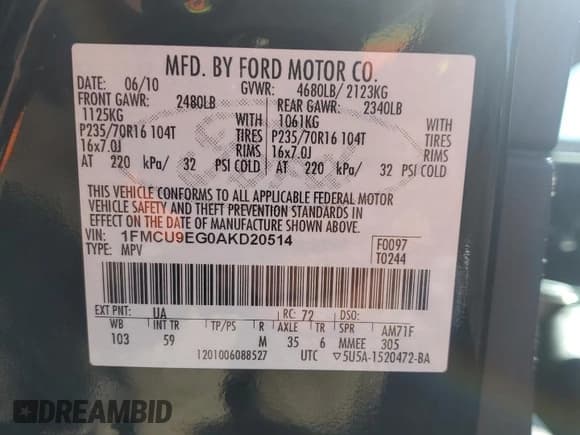 MFD. BY FORD MOTOR CO.
DATE: 06/10 GVWR: 4680LB/ 2123KG
FRONT GAWR: 2480LB REAR GAWR: 2340LB
1125KG WITH 1061KG WITH
P235/70R16 104T TIRES P235/70R16 104T TIRES
16x7.0J RIMS 16x7.0J RIMS
AT 220 kPa/ 32 PSI COLD AT 220 kPa/ 32 PSI COLD
THIS VEHICLE CONFORMS TO ALL APPLICABLE FEDERAL MOTOR
VEHICLE SAFETY AND THEFT PREVENTION STANDARDS IN
EFFECT ON THE DATE OF MANUFACTURE SHOWN ABOVE.
VIN: 1FMCU9EG0AKD20514 F0097
TYPE: MPV T0244
EXT PNT: UA RC: 72 DSO:
WB INT TR TP/PS R AXLE TR SPR AM71F
103 59 M 35 6 MMEE 305
1201006088527 UTC ▽5U5A-1520472-BA
DREAMBID